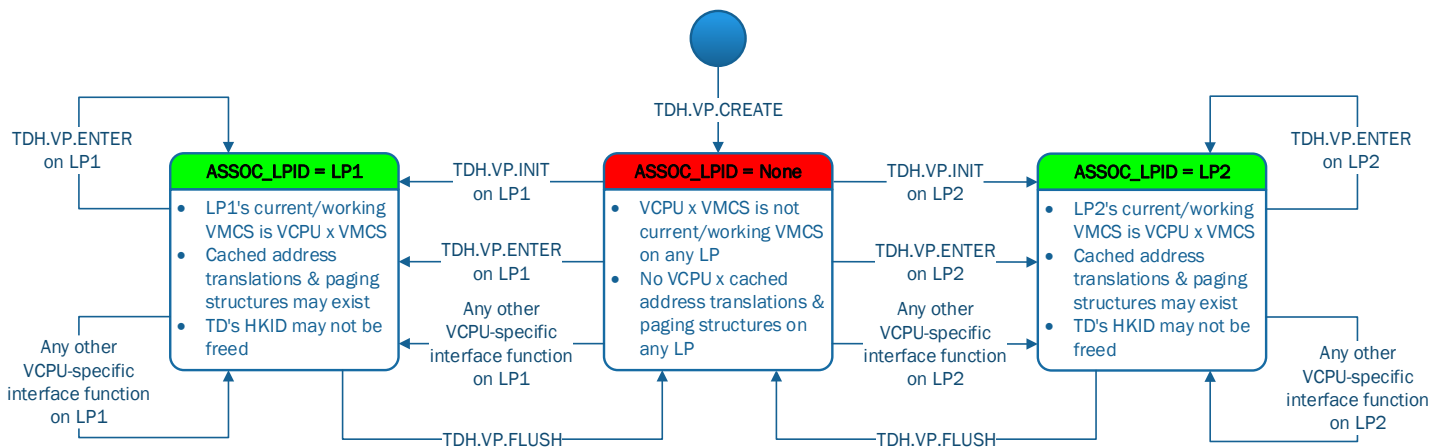 TDH.VP.CREATE
TDH.VP.ENTER
on LP1
ASSOC_LPID = LP1
• LP1's current/working
VMCS is VCPU x VMCS
• Cached address
translations & paging
structures may exist
• TD's HKID may not be
freed
Any other
VCPU-specific
interface function
on LP1
TDH.VP.INIT
on LP1
TDH.VP.ENTER
on LP1
Any other
VCPU-specific
interface function
on LP1
TDH.VP.FLUSH
ASSOC_LPID = None
• VCPU x VMCS is not
current/working VMCS
on any LP
• No VCPU x cached
address translations &
paging structures on
any LP
TDH.VP.INIT
on LP2
TDH.VP.ENTER
on LP2
Any other
VCPU-specific
interface function
on LP2
TDH.VP.FLUSH
ASSOC_LPID = LP2
• LP2's current/working
VMCS is VCPU x VMCS
• Cached address
translations & paging
structures may exist
• TD's HKID may not be
freed
TDH.VP.ENTER
on LP2
Any other
VCPU-specific
interface function
on LP2